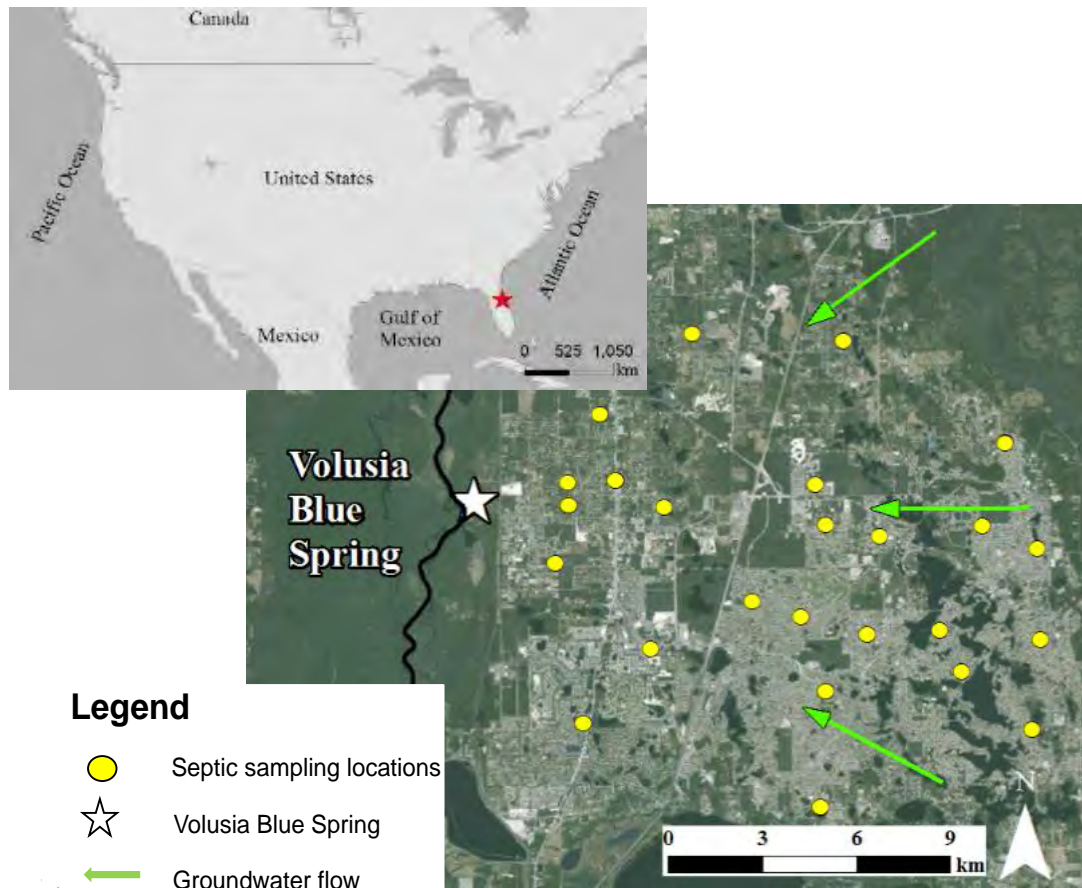 Canada
Pacific Ocean
United States
Atlantic Ocean
Mexico
Gulf of
Mexico
0 525 1,050
km
Volusia
Blue
Spring
Legend
Septic sampling locations
Volusia Blue Spring
Groundwater flow
N
0 3 6 9
km